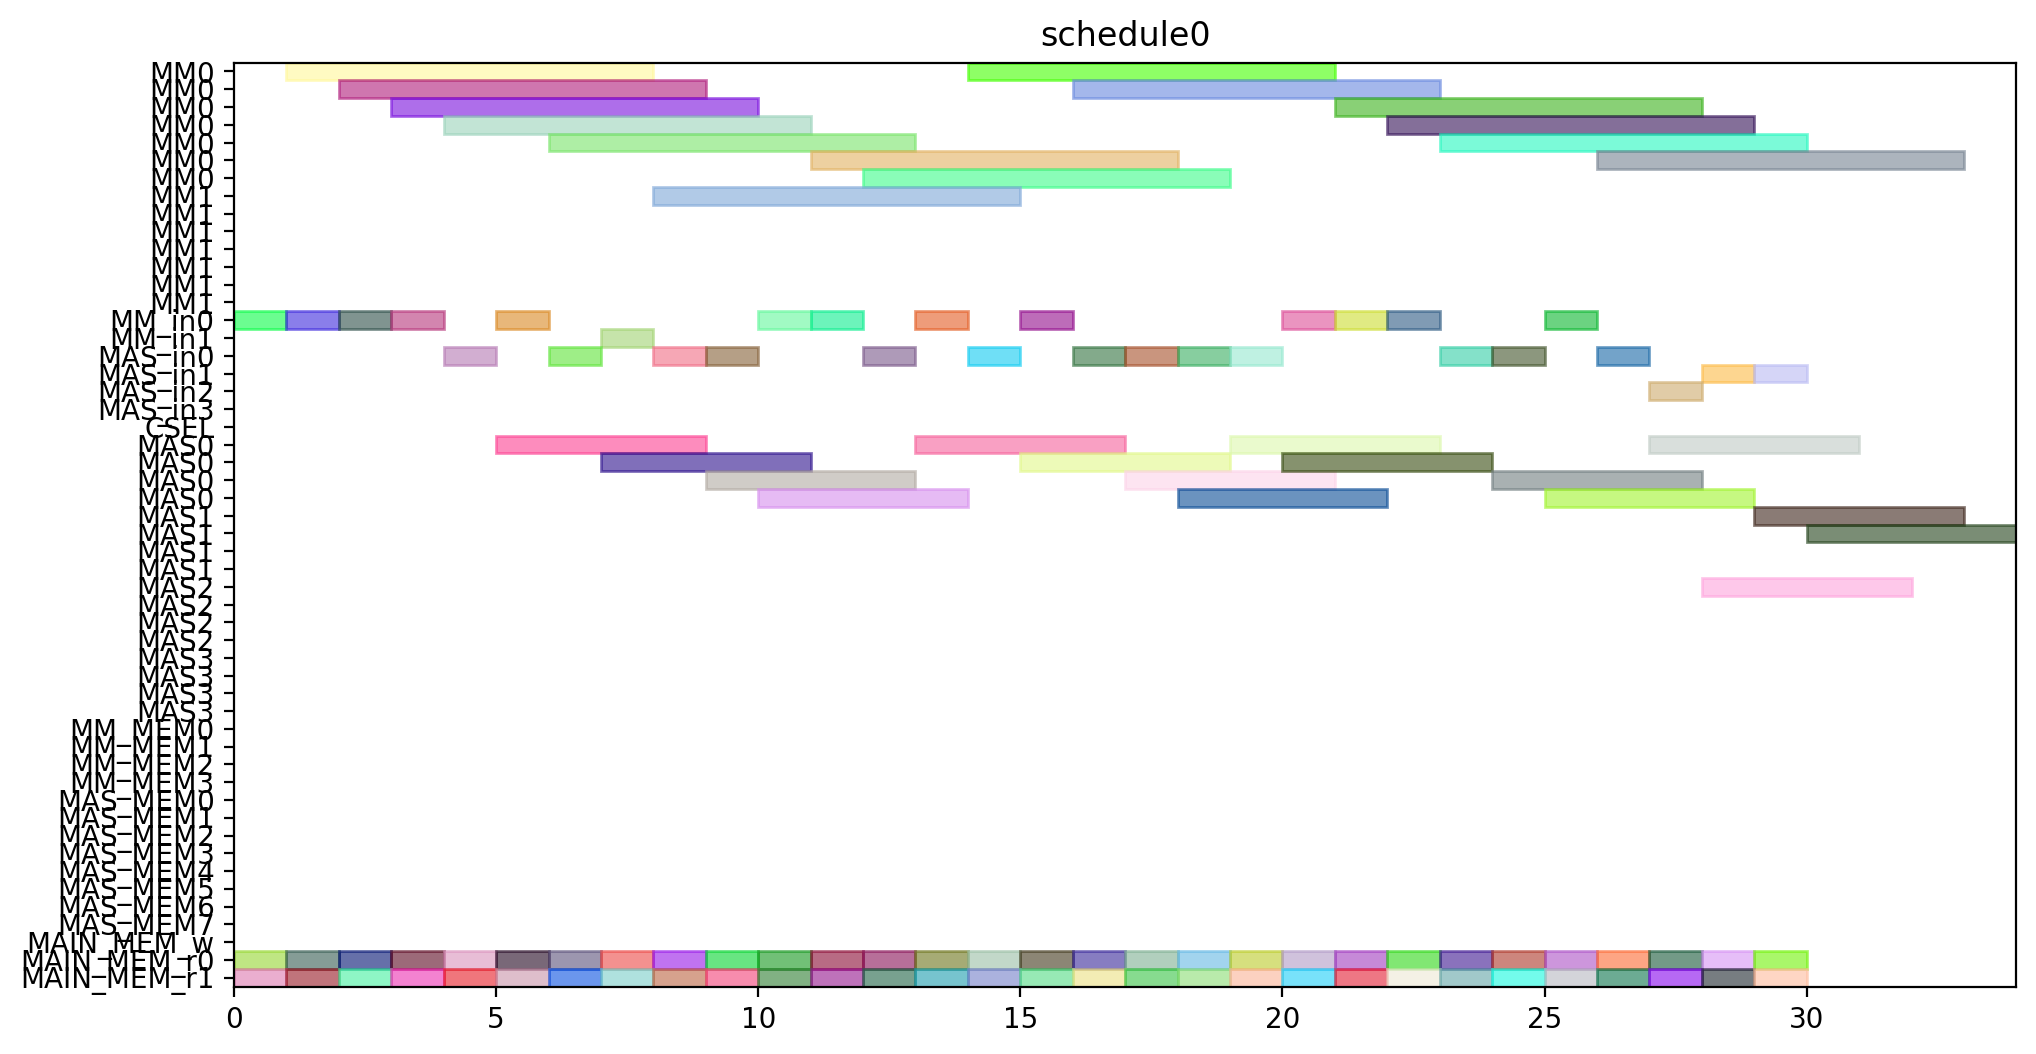 schedule0
MM0
MM0
MM0
MM0
MM0
MM0
MM0
MM1
MM1
MM1
MM1
MM1
MM1
MM1
MM_in0
MM_in1
MAS_in0
MAS_in1
MAS_in2
MAS_in3
CSEL
MAS0
MAS0
MAS0
MAS0
MAS1
MAS1
MAS1
MAS1
MAS2
MAS2
MAS2
MAS2
MAS3
MAS3
MAS3
MAS3
MM_MEM0
MM_MEM1
MM_MEM2
MM_MEM3
MAS_MEM0
MAS_MEM1
MAS_MEM2
MAS_MEM3
MAS_MEM4
MAS_MEM5
MAS_MEM6
MAS_MEM7
MAIN_MEM_w
MAIN_MEM_r0
MAIN_MEM_r1
0 5 10 15 20 25 30